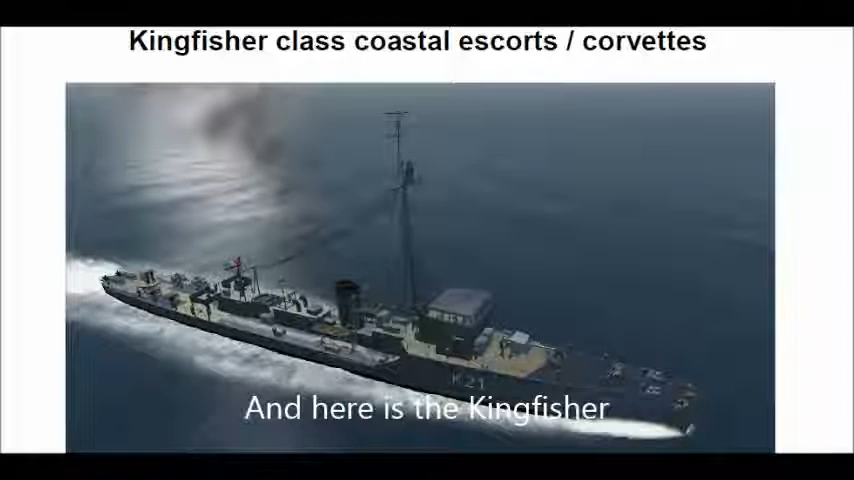 Kingfisher class coastal escorts / corvettes
K21
And here is the Kingfisher